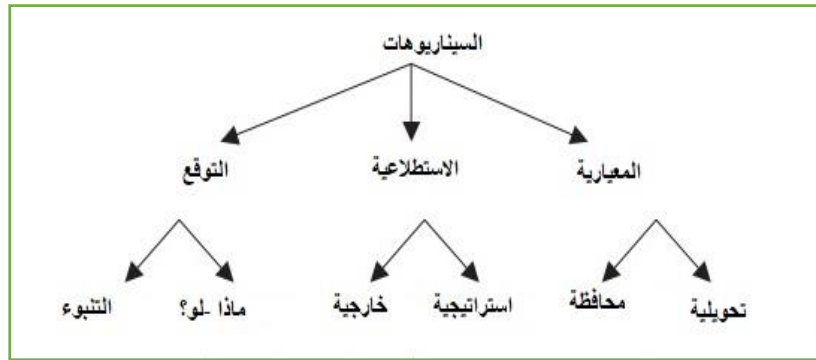 السيناريوهات
المعيارية
الاستطلاعية
التوقع
تحويلية
محافظة
استراتيجية
خارجية
ماذا -لو؟
التنبوء